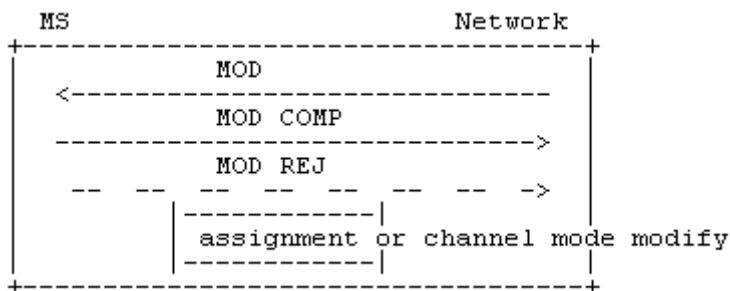 MS Network
MOD
MOD COMP
MOD REJ
assignment or channel mode modify